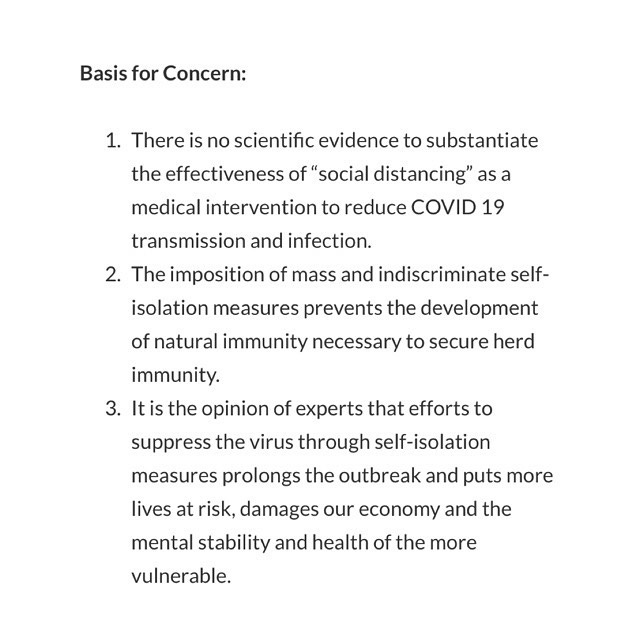 Basis for Concern:
1. There is no scientific evidence to substantiate
the effectiveness of “social distancing” as a
medical intervention to reduce COVID 19
transmission and infection.
2. The imposition of mass and indiscriminate self-
isolation measures prevents the development
of natural immunity necessary to secure herd
immunity.
3. It is the opinion of experts that efforts to
suppress the virus through self-isolation
measures prolongs the outbreak and puts more
lives at risk, damages our economy and the
mental stability and health of the more
vulnerable.